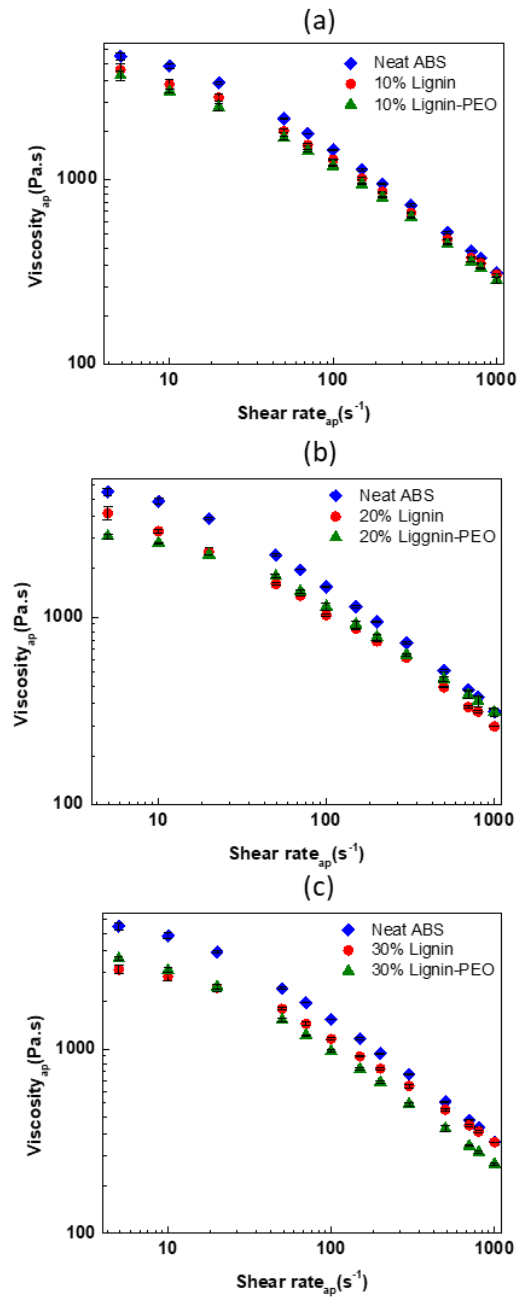 (a)
Neat ABS
10% Lignin
10% Lignin-PEO
1000
100
Viscosityap(Pa.s)
10
100
1000
Shear rateap(s-1)
(b)
Neat ABS
20% Lignin
20% Liggnin-PEO
1000
100
Viscosityap(Pa.s)
10
100
1000
Shear rateap(s-1)
(c)
Neat ABS
30% Lignin
30% Lignin-PEO
1000
100
Viscosityap(Pa.s)
10
100
1000
Shear rateap(s-1)